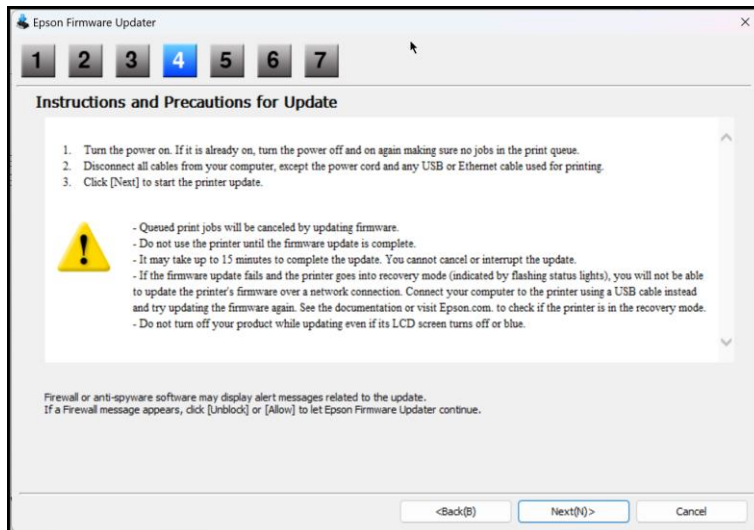 Epson Firmware Updater
1 2 3 4 5 6 7
Instructions and Precautions for Update
1. Turn the power on. If it is already on, turn the power off and on again making sure no jobs in the print queue.
2. Disconnect all cables from your computer, except the power cord and any USB or Ethernet cable used for printing.
3. Click [Next] to start the printer update.
- Queued print jobs will be canceled by updating firmware.
- Do not use the printer until the firmware update is complete.
- It may take up to 15 minutes to complete the update. You cannot cancel or interrupt the update.
- If the firmware update fails and the printer goes into recovery mode (indicated by flashing status lights), you will not be able
to update the printer's firmware over a network connection. Connect your computer to the printer using a USB cable instead
and try updating the firmware again. See the documentation or visit Epson.com. to check if the printer is in the recovery mode.
- Do not turn off your product while updating even if its LCD screen turns off or blue.
Firewall or anti-spyware software may display alert messages related to the update.
If a Firewall message appears, click [Unblock] or [Allow] to let Epson Firmware Updater continue.
<Back(B) Next(N)> Cancel